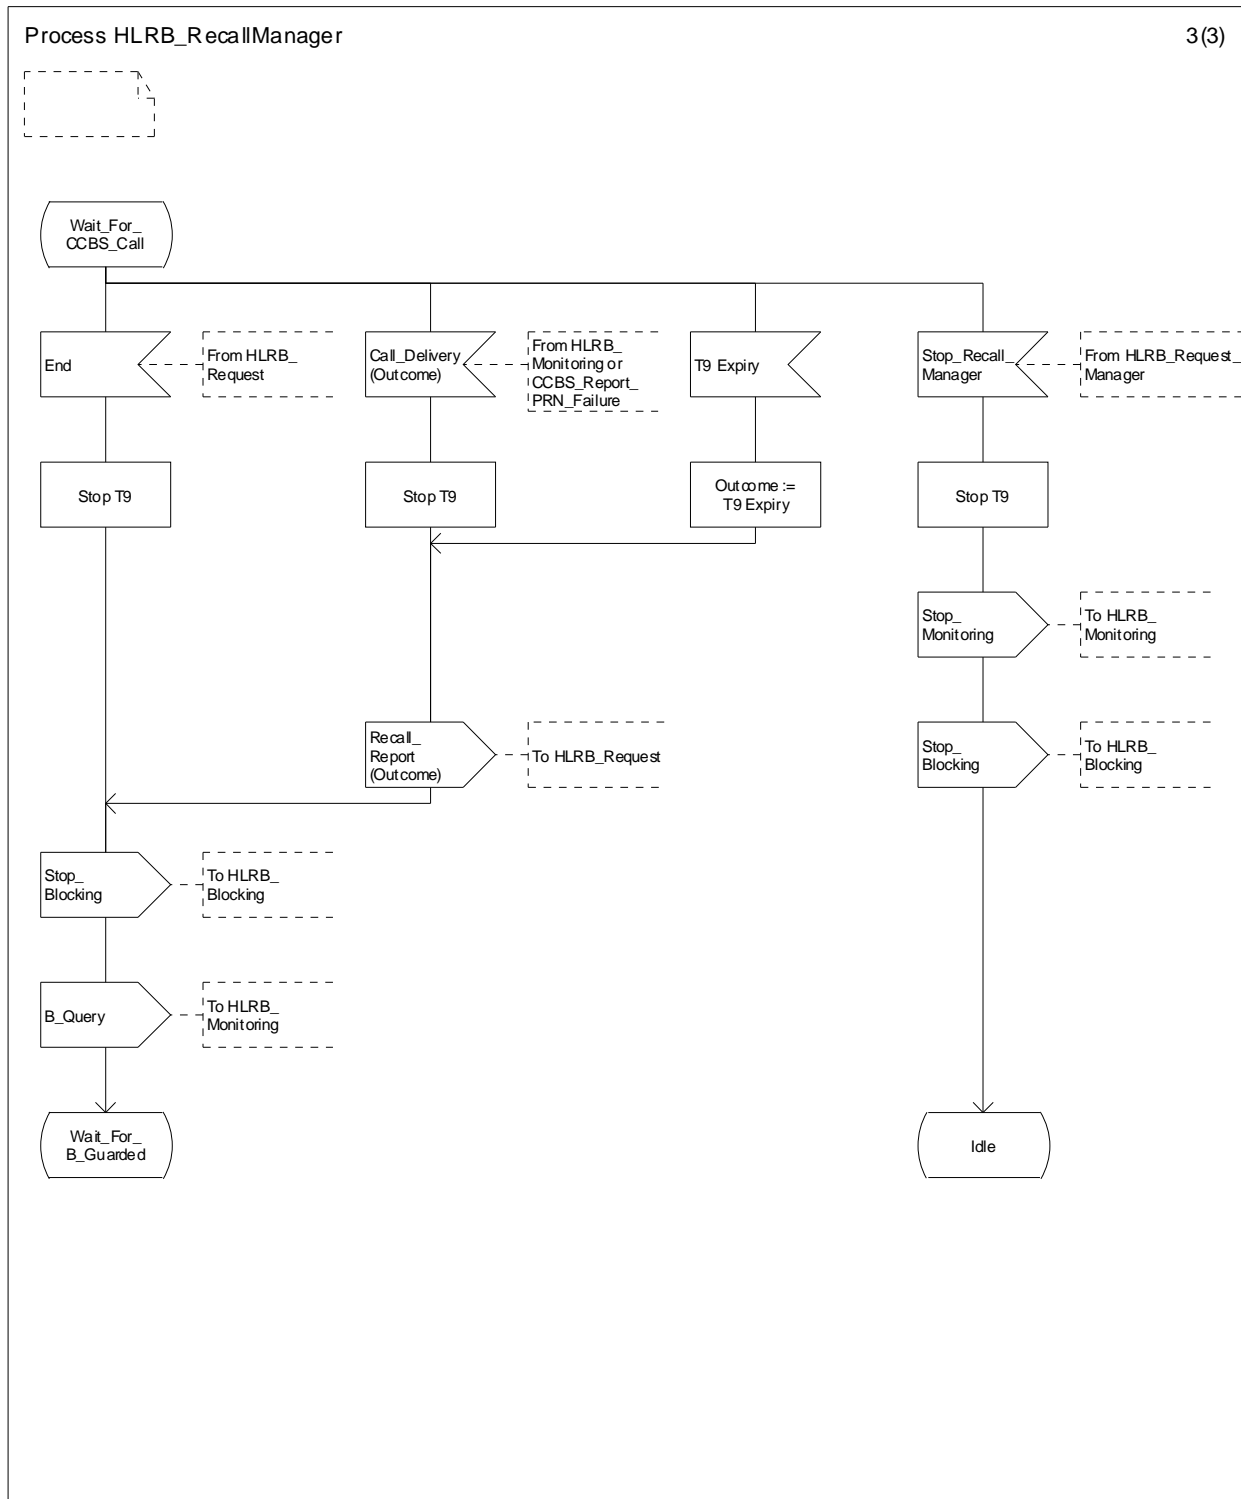 Process HLRB_RecallManager
3(3)
Wait_For_
CCBS_Call
End
From HLRB_
Request
Call_Delivery
(Outcome)
From HLRB_
Monitoring or
CCBS_Report_
PRN_Failure
T9 Expiry
Stop_Recall_
Manager
From HLRB_Request_
Manager
Stop T9
Stop T9
Outcome :=
T9 Expiry
Stop T9
Stop_
Monitoring
To HLRB_
Monitoring
Recall_
Report
(Outcome)
To HLRB_Request
Stop_
Blocking
To HLRB_
Blocking
Stop_
Blocking
To HLRB_
Blocking
B_Query
To HLRB_
Monitoring
Wait_For_
B_Guarded
Idle